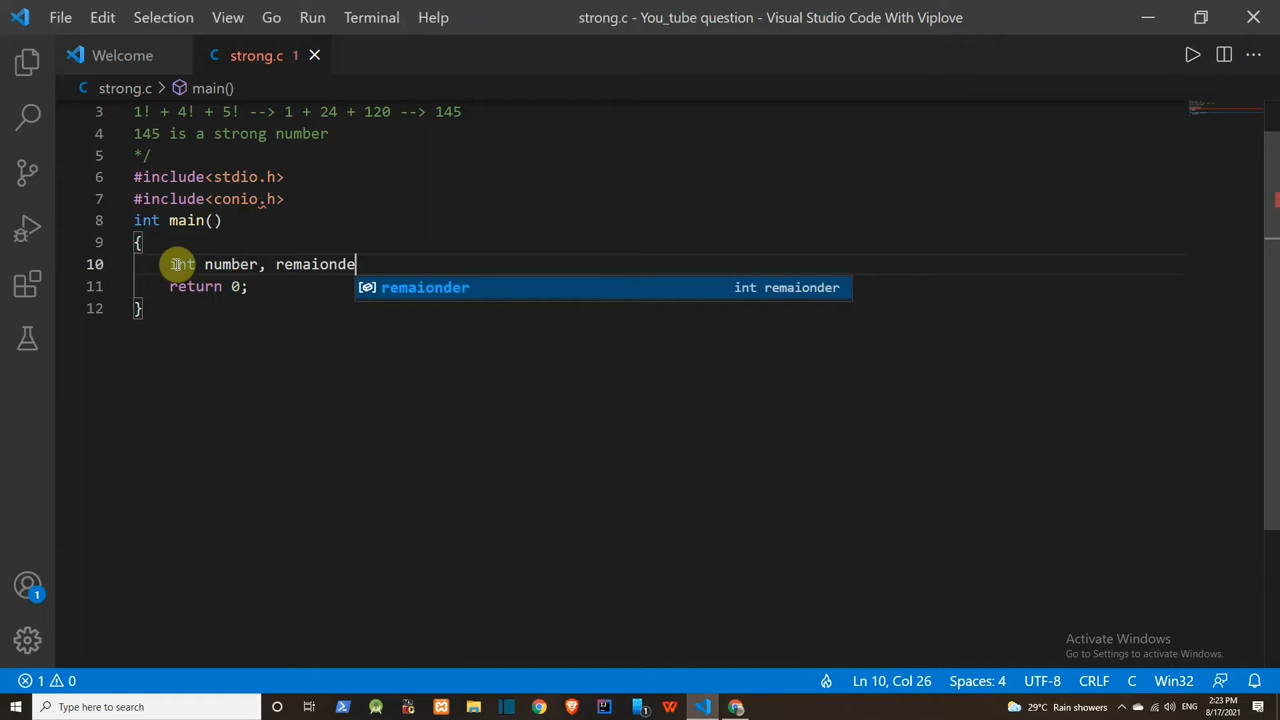 File Edit Selection View Go Run Terminal Help strong.c - You_tube question - Visual Studio Code With Viplove
Welcome C strong.c 1
C strong.c > main()
3 1! + 4! + 5! --> 1 + 24 + 120 --> 145
4 145 is a strong number
5 */
6 #include<stdio.h>
7 #include<conio.h>
8 int main()
9 {
10 int number, remaionde
remaionder int remaionder
11 return 0;
12 }
Activate Windows
Go to Settings to activate Windows.
1
1 0 Ln 10, Col 26 Spaces: 4 UTF-8 CRLF C Win32
Type here to search 1 29°C Rain showers ENG 2:23 PM
8/17/2021